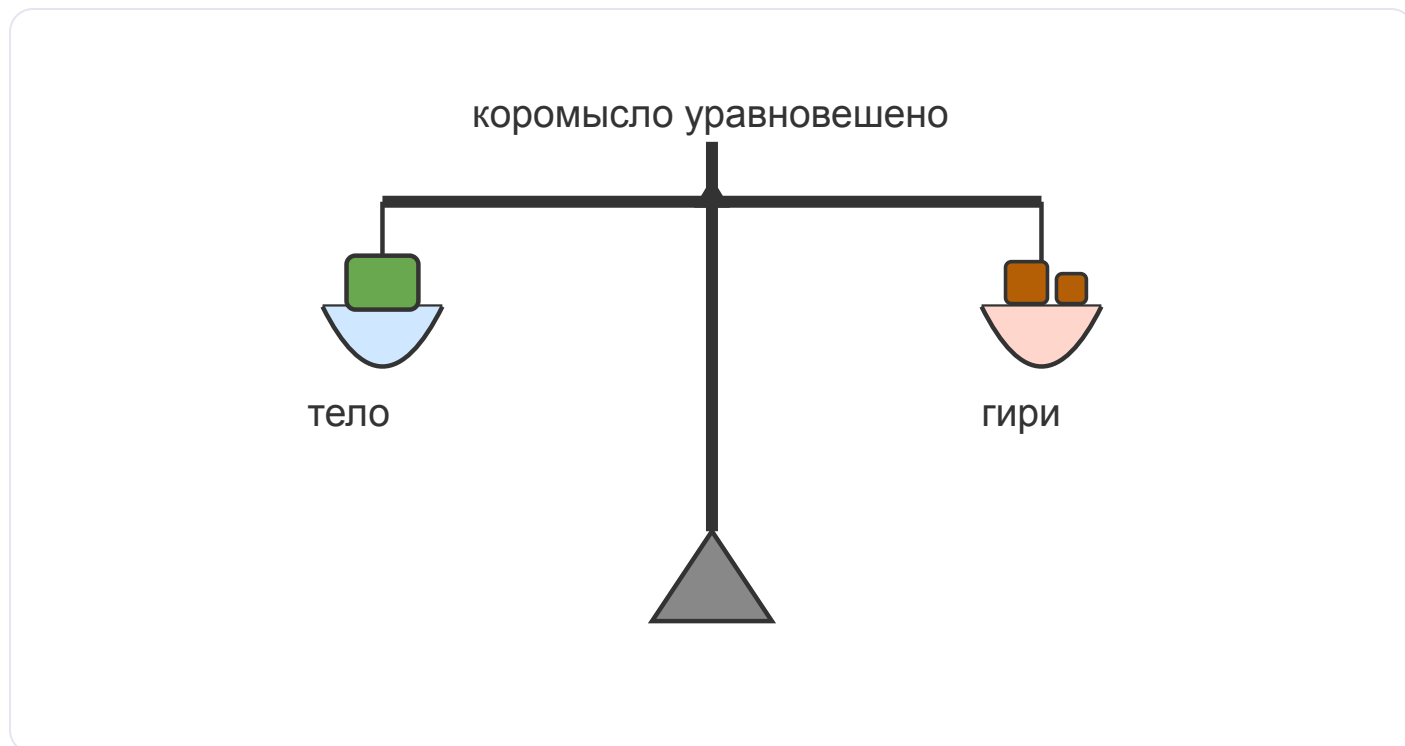 коромысло уравновешено
тело
гири